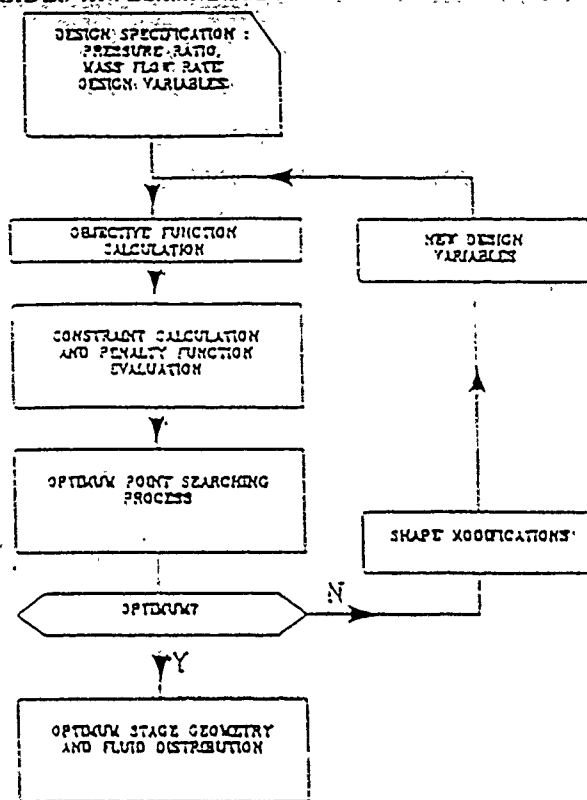 DESIGN SPECIFICATION :
PRESSURE RATIO,
MASS FLOW RATE
DESIGN VARIABLES
OBJECTIVE FUNCTION
CALCULATION
NEW DESIGN
VARIABLES
CONSTRAINT CALCULATION
AND PENALTY FUNCTION
EVALUATION
OPTIMUM POINT SEARCHING
PROCESS
SHAPE MODIFICATIONS
OPTIMUM?
N
Y
OPTIMUM STAGE GEOMETRY
AND FLUID DISTRIBUTION